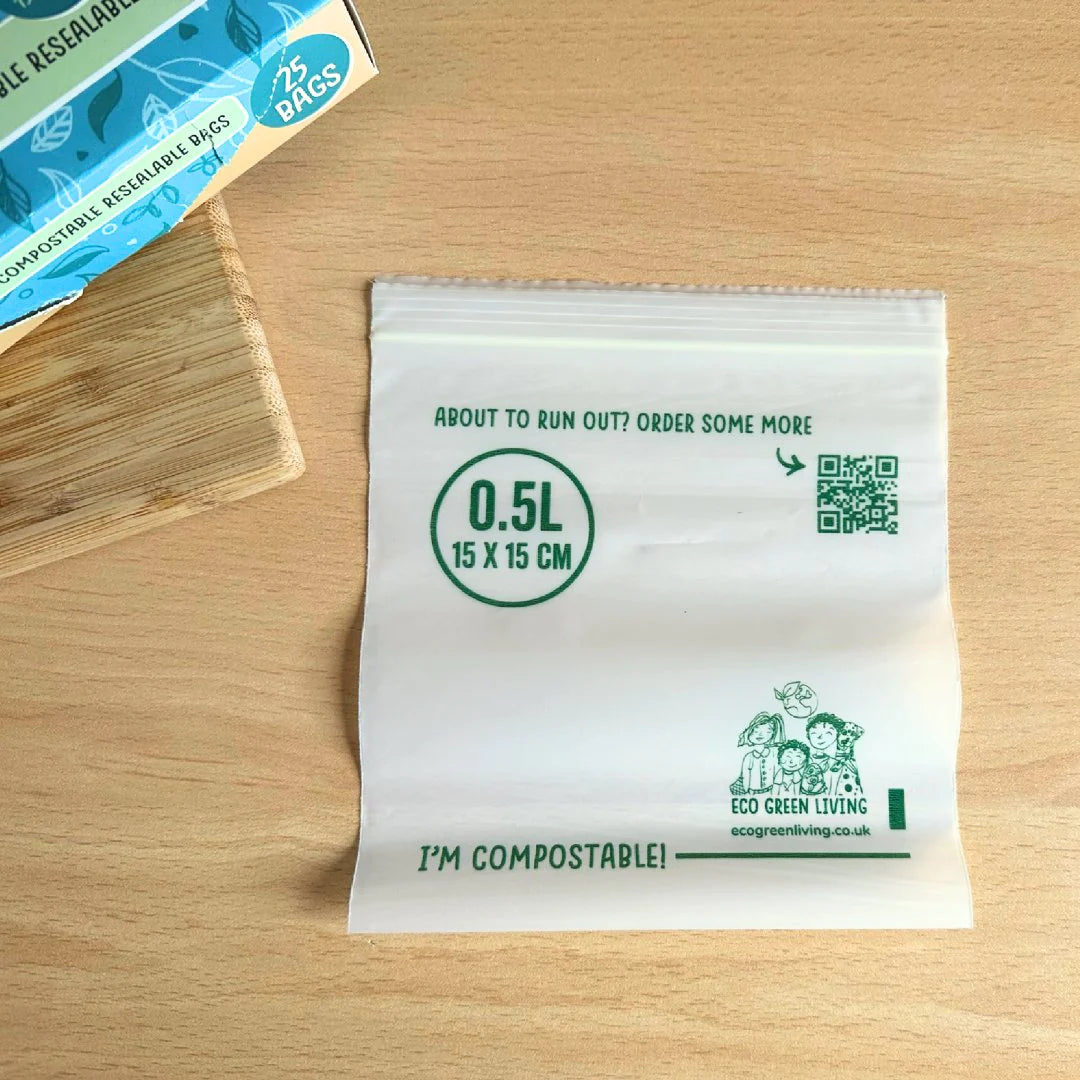 BLE RESEALABLE
25
BAGS
COMPOSTABLE RESEALABLE BAGS
ABOUT TO RUN OUT? ORDER SOME MORE
0.5L
15 X 15 CM
ECO GREEN LIVING
ecogreenliving.co.uk
I'M COMPOSTABLE!